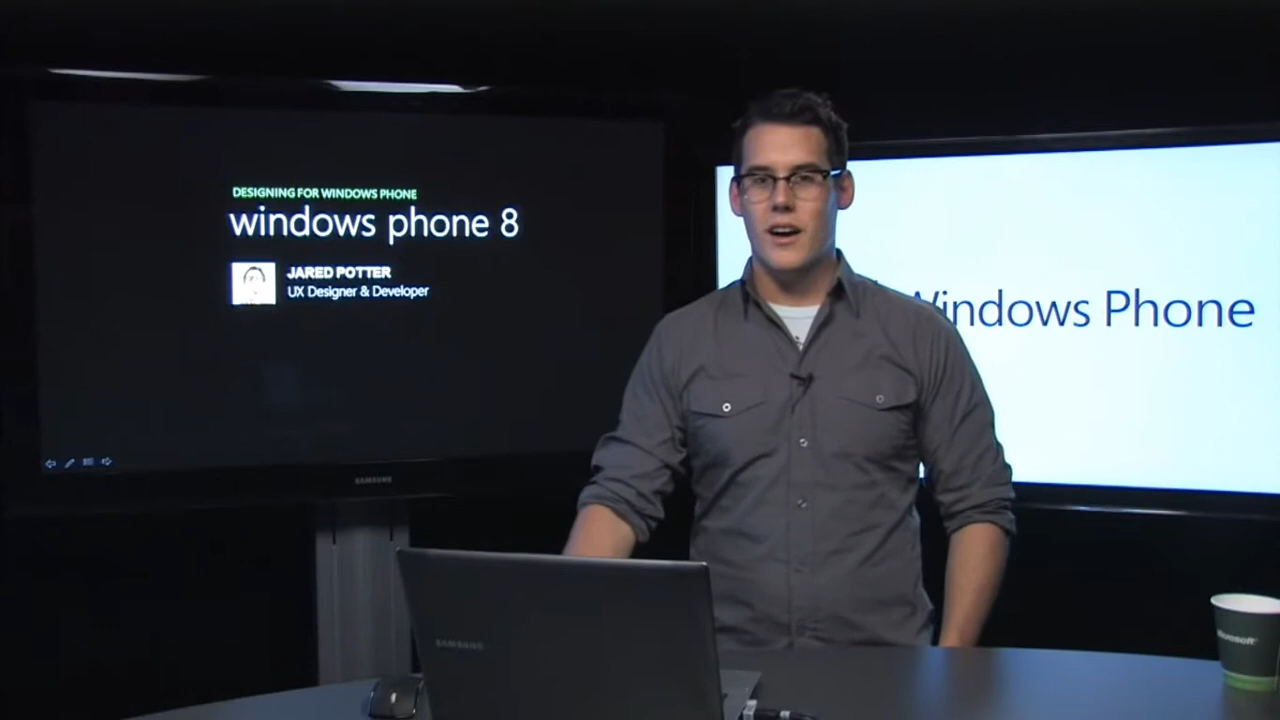 DESIGNING FOR WINDOWS PHONE
windows phone 8
JARED POTTER
UX Designer & Developer
SAMSUNG
Windows Phone
SAMSUNG
Microsoft